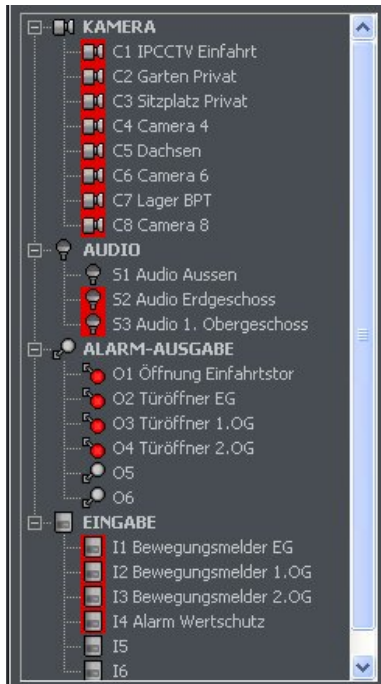 KAMERA
C1 IPCCTV Einfahrt
C2 Garten Privat
C3 Sitzplatz Privat
C4 Camera 4
C5 Dachsen
C6 Camera 6
C7 Lager BPT
C8 Camera 8
AUDIO
S1 Audio Aussen
S2 Audio Erdgeschoss
S3 Audio 1. Obergeschoss
ALARM-AUSGABE
O1 Öffnung Einfahrtstor
O2 Türöffner EG
O3 Türöffner 1.OG
O4 Türöffner 2.OG
O5
O6
EINGABE
I1 Bewegungsmelder EG
I2 Bewegungsmelder 1.OG
I3 Bewegungsmelder 2.OG
I4 Alarm Wertschutz
I5
I6